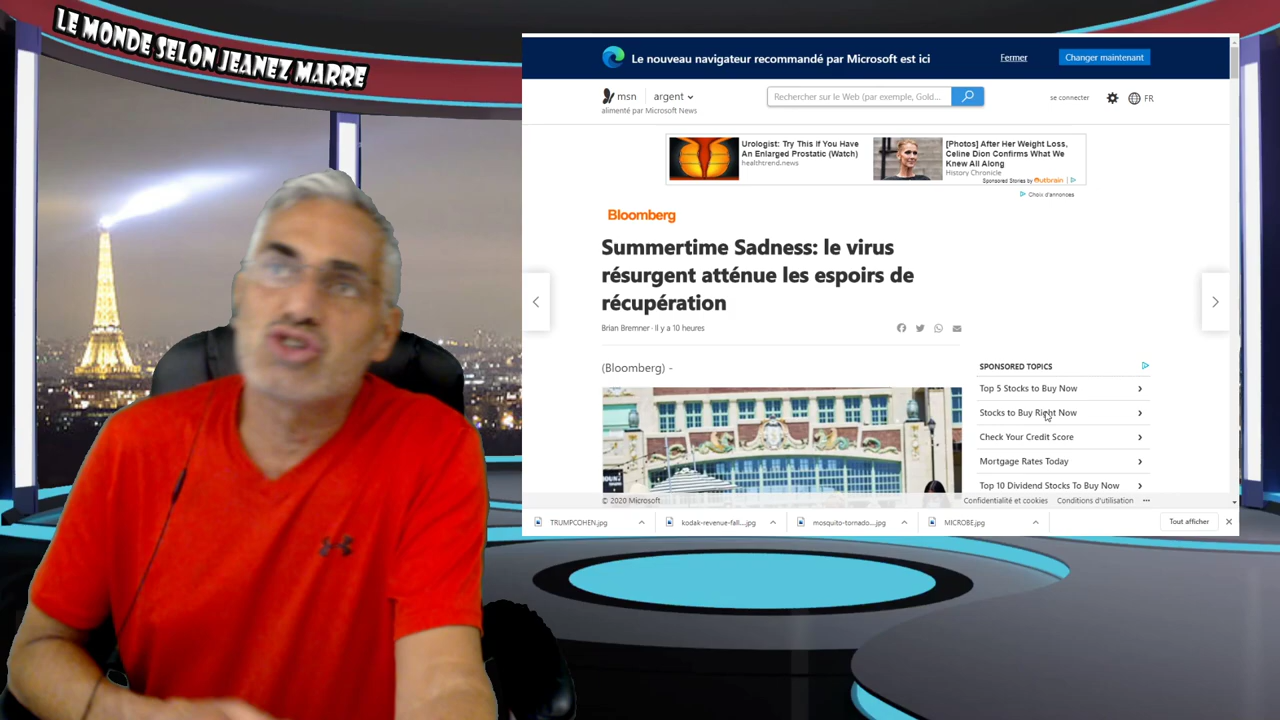 LE MONDE SELON JEANEZ MARRE
Le nouveau navigateur recommandé par Microsoft est ici
Fermer
Changer maintenant
msn
argent
alimenté par Microsoft News
Rechercher sur le Web (par exemple, Gold...
se connecter
FR
Urologist: Try This If You Have
An Enlarged Prostatic (Watch)
healthtrend.news
[Photos] After Her Weight Loss,
Celine Dion Confirms What We
Knew All Along
History Chronicle
Sponsored Stories by Outbrain
Choix d'annonces
Bloomberg
Summertime Sadness: le virus
résurgent atténue les espoirs de
récupération
Brian Bremner · Il y a 10 heures
(Bloomberg) -
SPONSORED TOPICS
Top 5 Stocks to Buy Now
Stocks to Buy Right Now
Check Your Credit Score
Mortgage Rates Today
Top 10 Dividend Stocks To Buy Now
© 2020 Microsoft
Confidentialité et cookies
Conditions d'utilisation
TRUMPCOHEN.jpg
kodak-revenue-fall....jpg
mosquito-tornado....jpg
MICROBE.jpg
Tout afficher